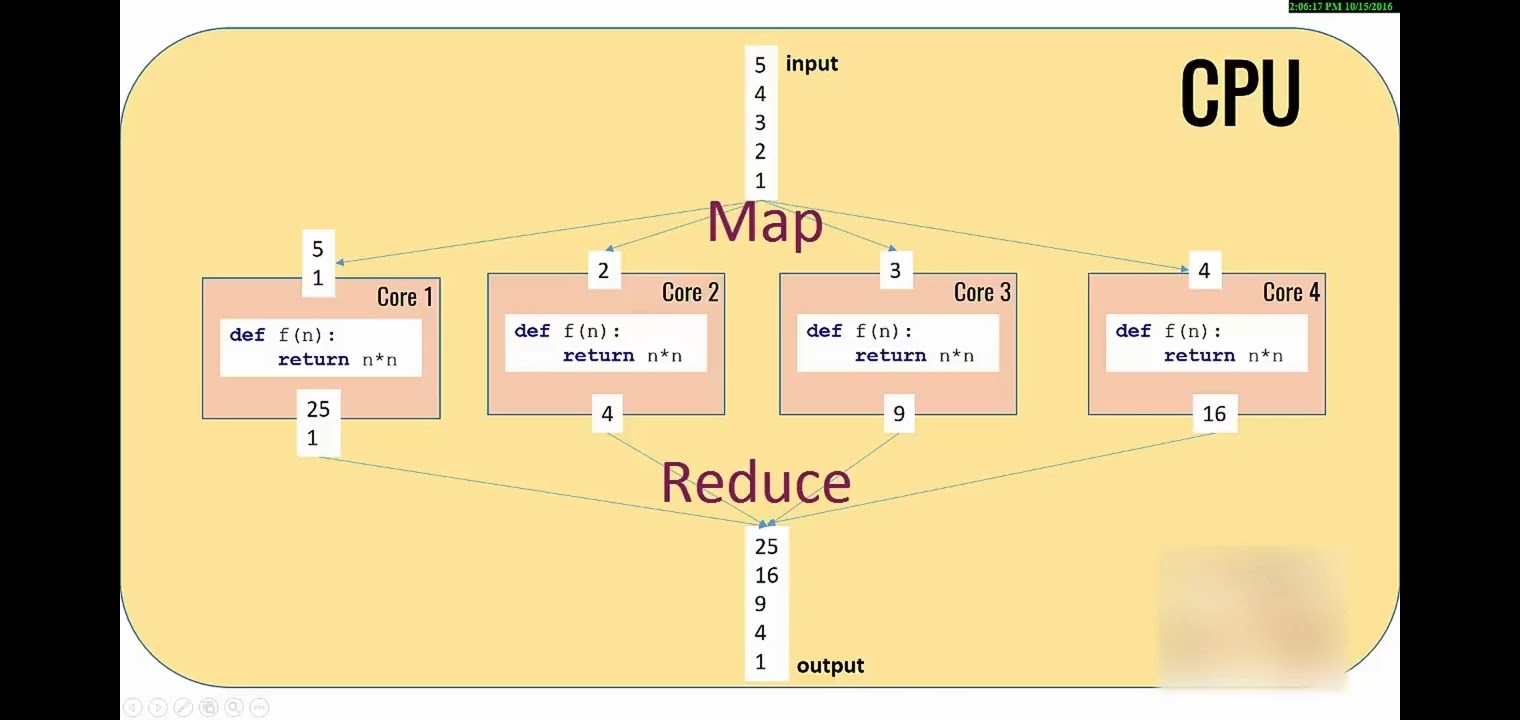 2:06:17 PM 10/15/2016
CPU
5 input
4
3
2
1
Map
5
1
2
3
4
Core 1
def f(n):
return n*n
Core 2
def f(n):
return n*n
Core 3
def f(n):
return n*n
Core 4
def f(n):
return n*n
25
1
4
9
16
Reduce
25
16
9
4
1 output